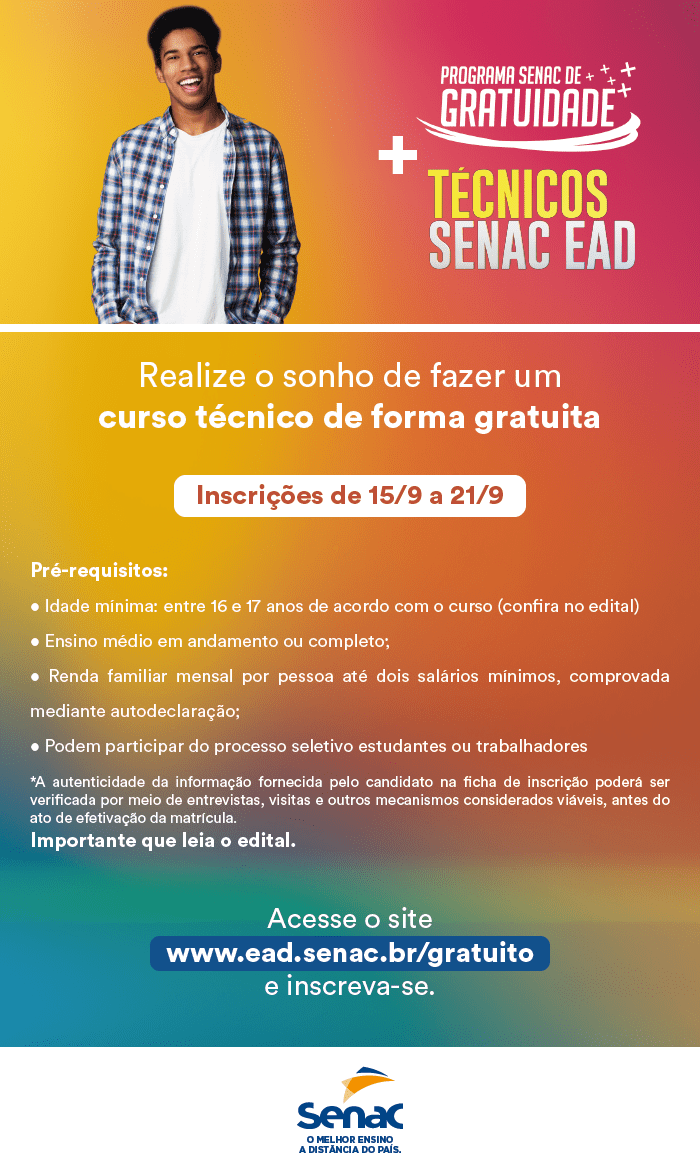 PROGRAMA SENAC DE
GRATUIDADE
+
TÉCNICOS
SENAC EAD
Realize o sonho de fazer um
curso técnico de forma gratuita
Inscrições de 15/9 a 21/9
Pré-requisitos:
• Idade mínima: entre 16 e 17 anos de acordo com o curso (confira no edital)
• Ensino médio em andamento ou completo;
• Renda familiar mensal por pessoa até dois salários mínimos, comprovada
mediante autodeclaração;
• Podem participar do processo seletivo estudantes ou trabalhadores
*A autenticidade da informação fornecida pelo candidato na ficha de inscrição poderá ser
verificada por meio de entrevistas, visitas e outros mecanismos considerados viáveis, antes do
ato de efetivação da matrícula.
Importante que leia o edital.
Acesse o site
www.ead.senac.br/gratuito
e inscreva-se.
Senac
O MELHOR ENSINO
A DISTÂNCIA DO PAÍS.